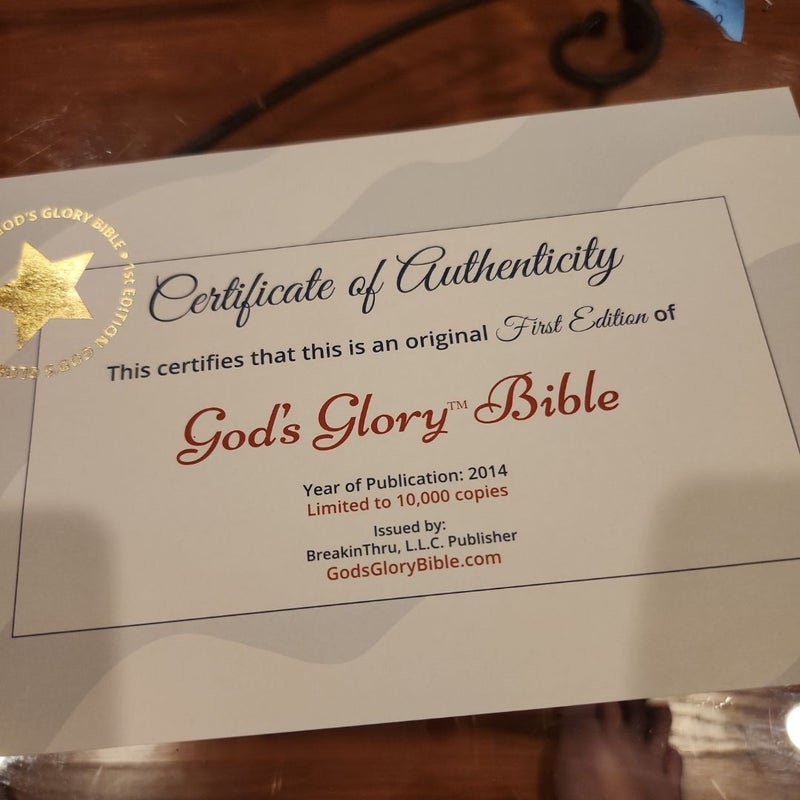 GOD'S GLORY BIBLE • 1st EDITION
Certificate of Authenticity
This certifies that this is an original First Edition of
God's Glory™ Bible
Year of Publication: 2014
Limited to 10,000 copies
Issued by:
BreakinThru, L.L.C. Publisher
GodsGloryBible.com